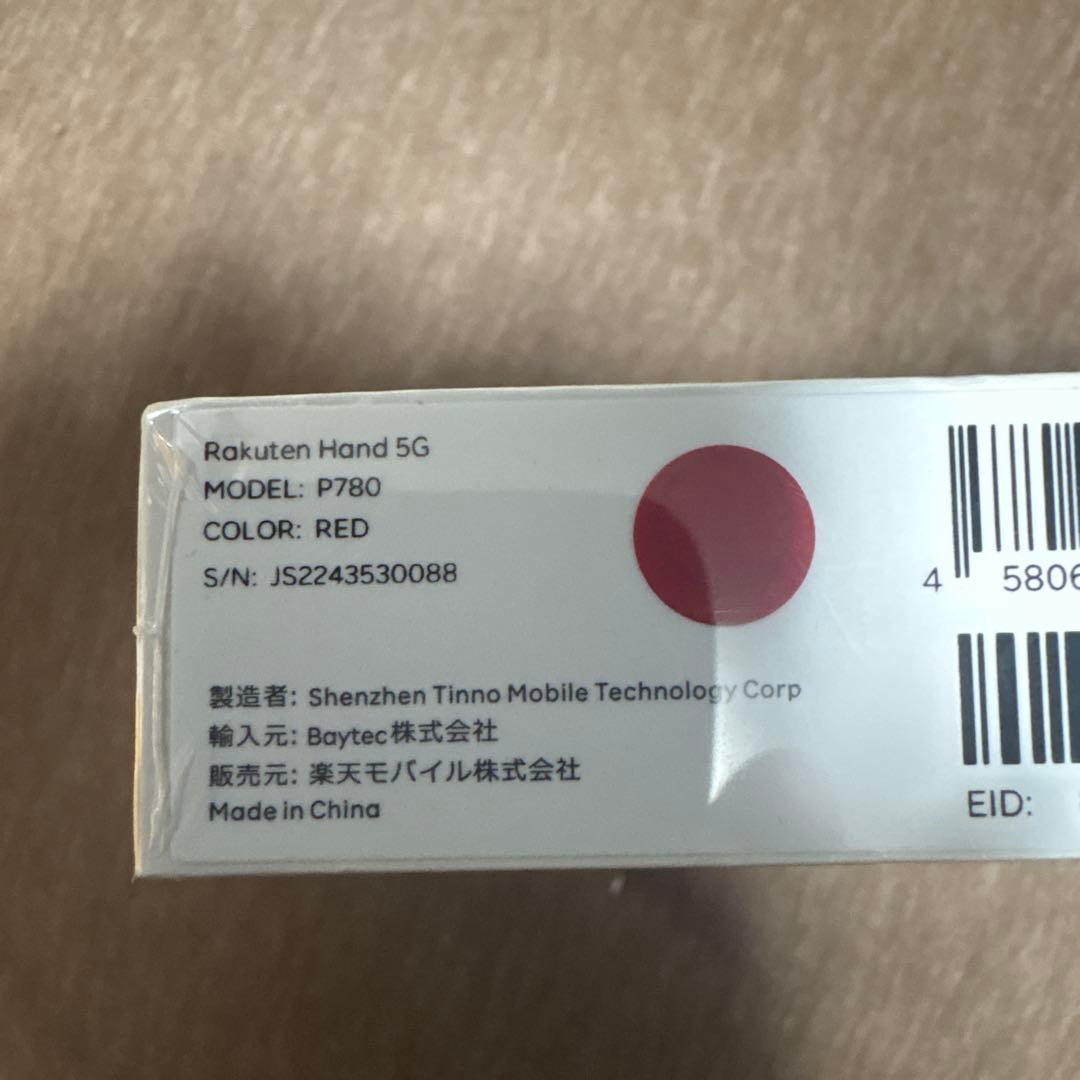 Rakuten Hand 5G
MODEL: P780
COLOR: RED
S/N: JS2243530088
製造者: Shenzhen Tinno Mobile Technology Corp
輸入元: Baytec株式会社
販売元: 楽天モバイル株式会社
Made in China
4 5806
EID: